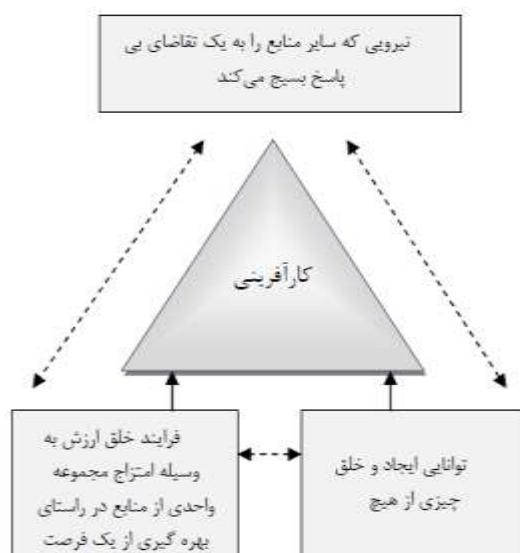 نیرویی که سایر منابع را به یک تقاضای بی
پاسخ بسیج می‌کند
کارآفرینی
فرایند خلق ارزش به
وسیله امتزاج مجموعه
واحدی از منابع در راستای
بهره گیری از یک فرصت
توانایی ایجاد و خلق
چیزی از هیچ